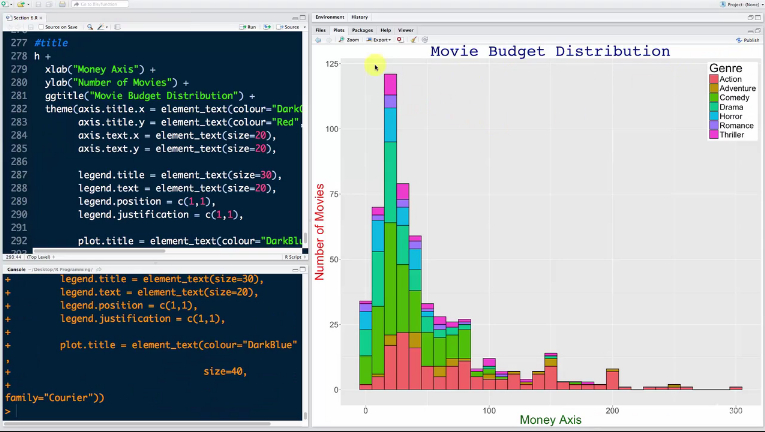 Project: (None)
Go to file/function
Section 5.R
Source on Save
Run
Source
277 #title
278 h +
279 xlab("Money Axis") +
280 ylab("Number of Movies") +
281 ggtitle("Movie Budget Distribution") +
282 theme(axis.title.x = element_text(colour="DarkG
283 axis.title.y = element_text(colour="Red",
284 axis.text.x = element_text(size=20),
285 axis.text.y = element_text(size=20),
286
287 legend.title = element_text(size=30),
288 legend.text = element_text(size=20),
289 legend.position = c(1,1),
290 legend.justification = c(1,1),
291
292 plot.title = element_text(colour="DarkBlue
292:44 (Top Level)
R Script
Console ~/Desktop/R Programming/
+ legend.title = element_text(size=30),
+ legend.text = element_text(size=20),
+ legend.position = c(1,1),
+ legend.justification = c(1,1),
+
+ plot.title = element_text(colour="DarkBlue"
,
+ size=40,
+
family="Courier"))
>
Environment History
Files Plots Packages Help Viewer
Zoom Export Publish
Movie Budget Distribution
Genre
Action
Adventure
Comedy
Drama
Horror
Romance
Thriller
125
100
75
50
25
0
Number of Movies
0 100 200 300
Money Axis